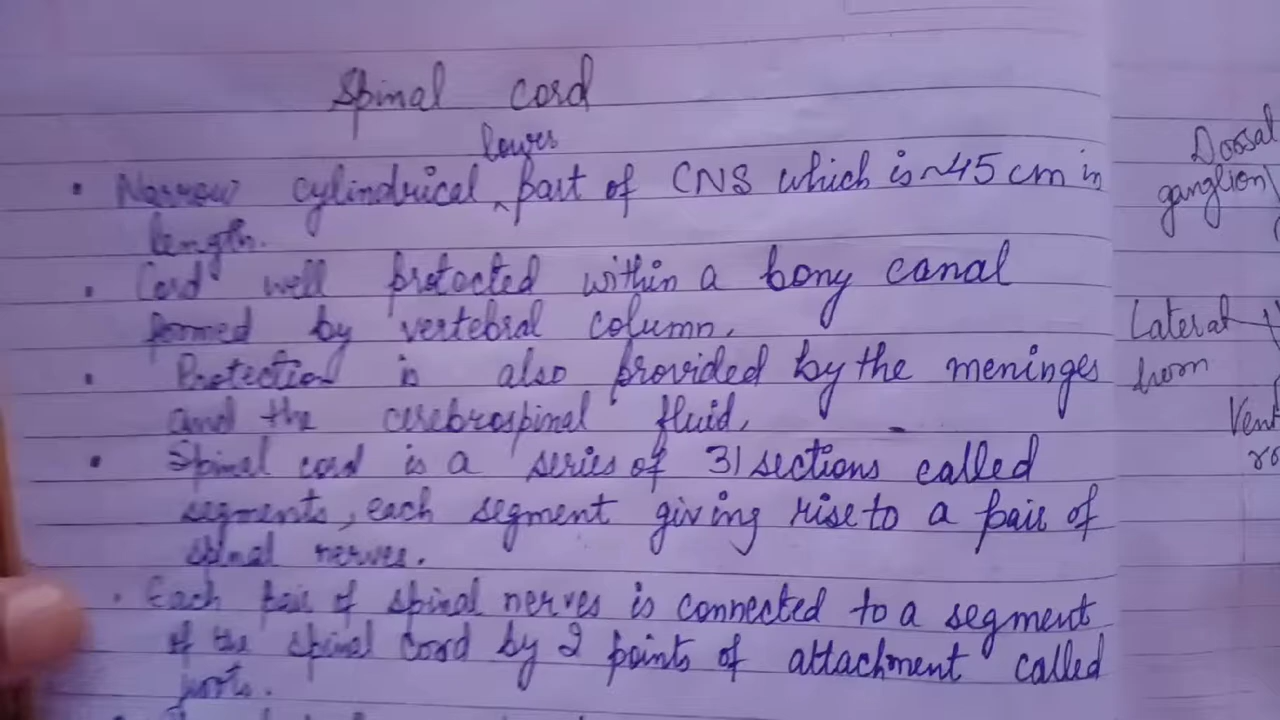 Spinal cord
lower
• Narrow cylindrical ‸ part of CNS which is ~45 cm in
length.
• Cord well protected within a bony canal
formed by vertebral column.
• Protection is also provided by the meninges
and the cerebrospinal fluid.
• Spinal cord is a series of 31 sections called
segments, each segment giving rise to a pair of
spinal nerves.
• Each pair of spinal nerves is connected to a segment
of the spinal cord by 2 points of attachment called
roots.
Dorsal
ganglion
Lateral
horn
Vent
ro